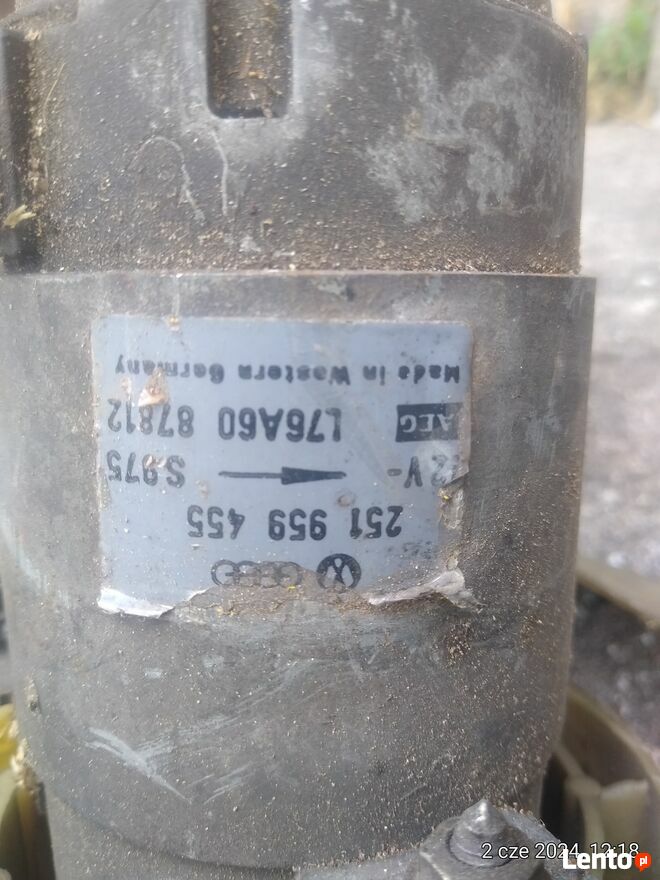 251 959 455
12V- S.975
AEG L76A60 87812
Made in Western Germany
2 cze 2024, 12:18
Lento.pl